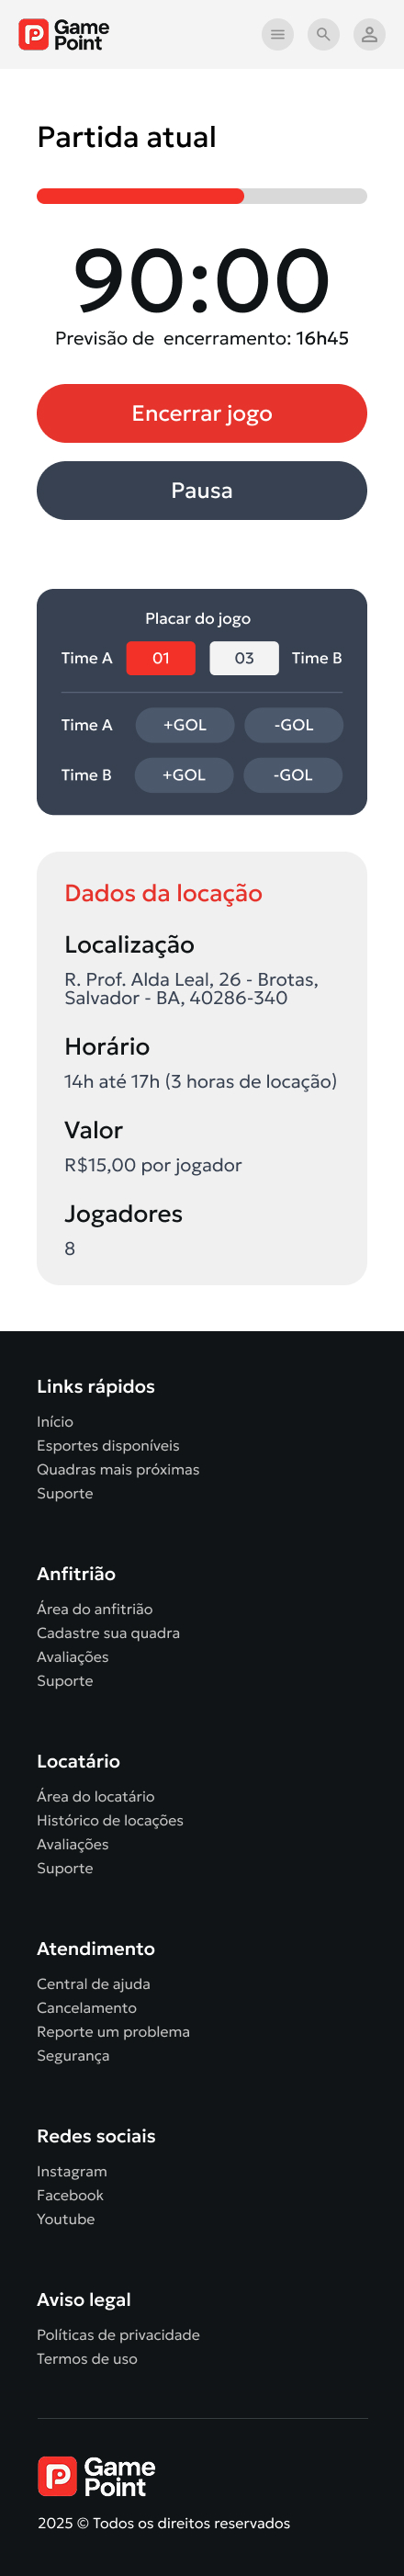 Game
Point
Partida atual
90:00
Previsão de  encerramento: 16h45
Encerrar jogo
Pausa
Placar do jogo
Time A 01 03 Time B
Time A +GOL -GOL
Time B +GOL -GOL
Dados da locação
Localização
R. Prof. Alda Leal, 26 - Brotas,
Salvador - BA, 40286-340
Horário
14h até 17h (3 horas de locação)
Valor
R$15,00 por jogador
Jogadores
8
Links rápidos
Início
Esportes disponíveis
Quadras mais próximas
Suporte
Anfitrião
Área do anfitrião
Cadastre sua quadra
Avaliações
Suporte
Locatário
Área do locatário
Histórico de locações
Avaliações
Suporte
Atendimento
Central de ajuda
Cancelamento
Reporte um problema
Segurança
Redes sociais
Instagram
Facebook
Youtube
Aviso legal
Políticas de privacidade
Termos de uso
Game
Point
2025 © Todos os direitos reservados